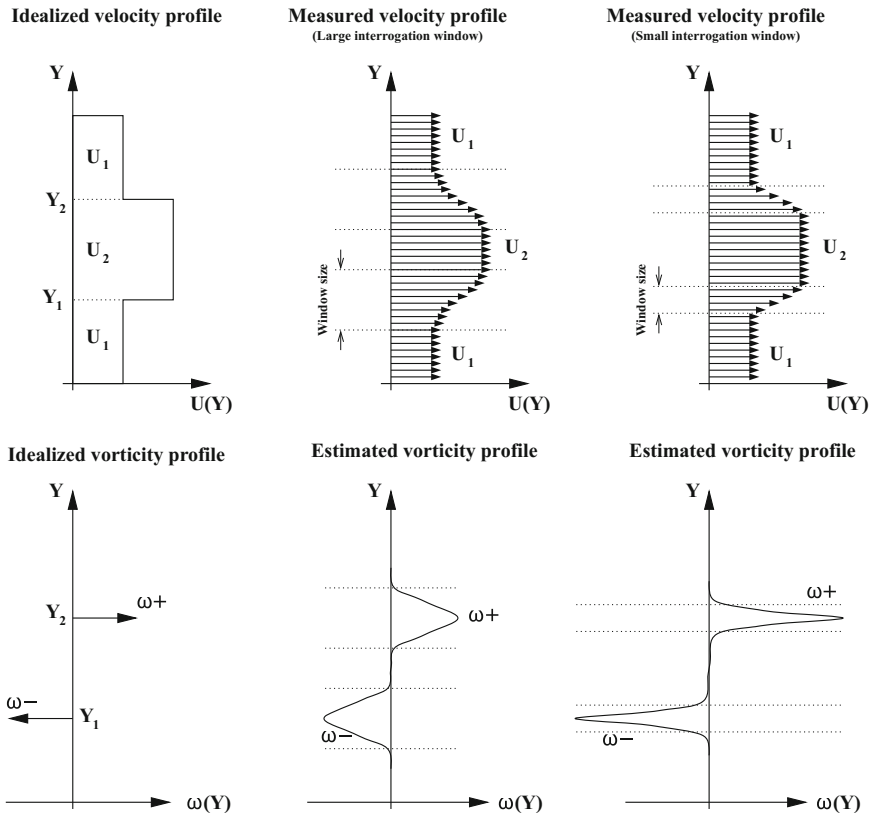 Idealized velocity profile
Measured velocity profile
(Large interrogation window)
Measured velocity profile
(Small interrogation window)
Y
U1
Y2
U2
Y1
U1
U(Y)
Y
U1
U2
Window size
U1
U(Y)
Y
U1
U2
Window size
U1
U(Y)
Idealized vorticity profile
Estimated vorticity profile
Estimated vorticity profile
Y
ω+
Y2
ω−
Y1
ω(Y)
Y
ω+
ω−
ω(Y)
Y
ω+
ω−
ω(Y)